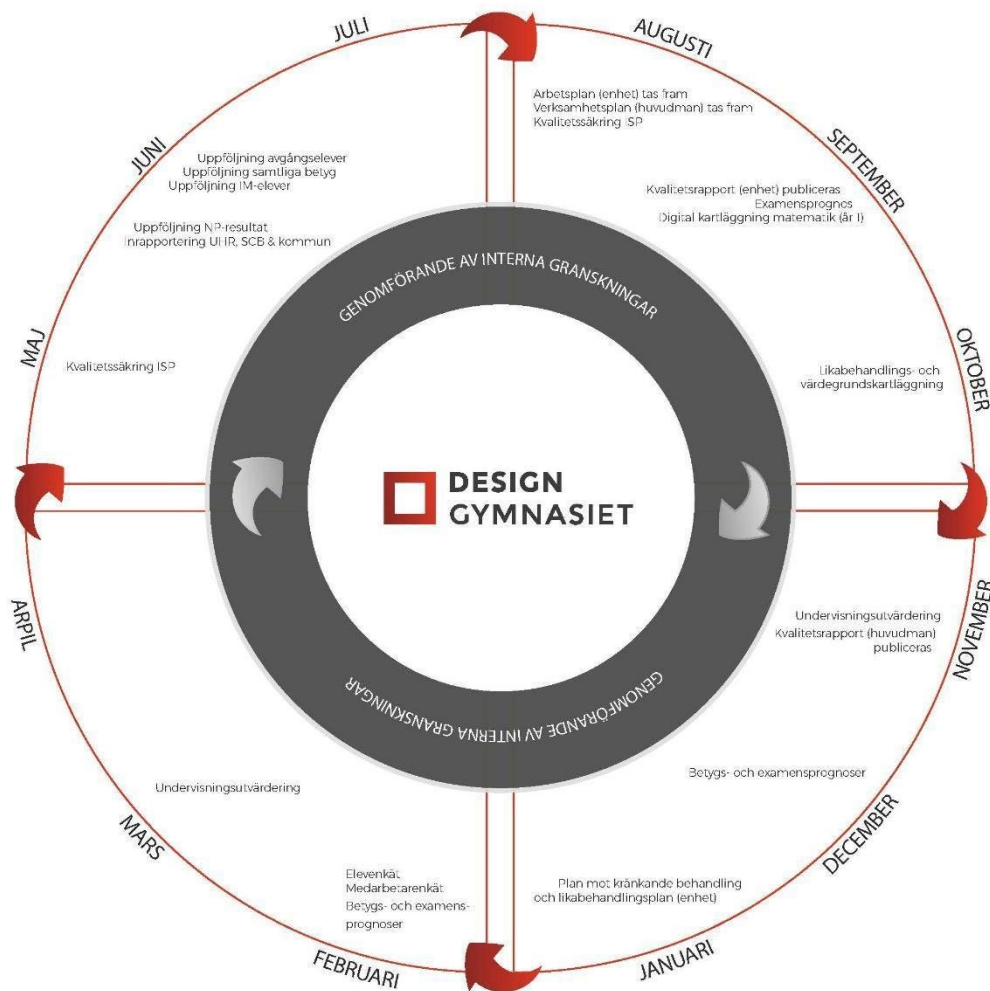 JULI
AUGUSTI
Arbetsplan (enhet) tas fram
Verksamhetsplan (huvudman) tas fram
Kvalitetssäkring ISP
SEPTEMBER
Kvalitetsrapport (enhet) publiceras
Examensprognos
Digital kartläggning matematik (år I)
OKTOBER
Likabehandlings- och
värdegrundskartläggning
NOVEMBER
Undervisningsutvärdering
Kvalitetsrapport (huvudman)
publiceras
DECEMBER
Betygs- och examensprognoser
JANUARI
Plan mot kränkande behandling
och likabehandlingsplan (enhet)
FEBRUARI
Elevenkät
Medarbetarenkät
Betygs- och examens-
prognoser
MARS
Undervisningsutvärdering
ARPIL
MAJ
Kvalitetssäkring ISP
JUNI
Uppföljning avgångselever
Uppföljning samtliga betyg
Uppföljning IM-elever
Uppföljning NP-resultat
Inrapportering UHR, SCB & kommun
GENOMFÖRANDE AV INTERNA GRANSKNINGAR
DESIGN
GYMNASIET
GENOMFÖRANDE AV INTERNA GRANSKNINGAR